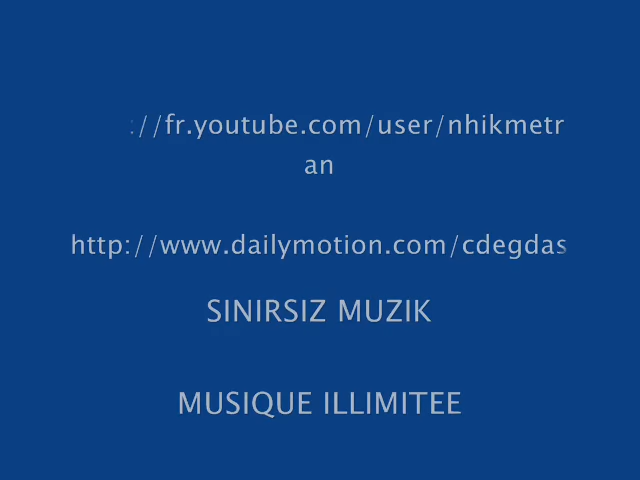 ://fr.youtube.com/user/nhikmetr
an
http://www.dailymotion.com/cdegdas
SINIRSIZ MUZIK
MUSIQUE ILLIMITEE